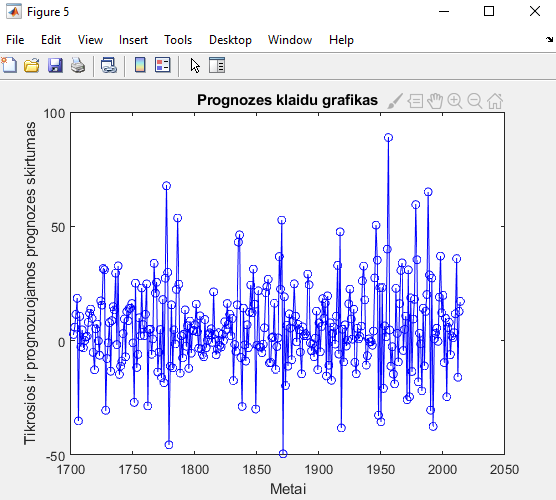 Figure 5
File Edit View Insert Tools Desktop Window Help
Prognozes klaidu grafikas
100
50
0
-50
Tikrosios ir prognozuojamos prognozes skirtumas
1700 1750 1800 1850 1900 1950 2000 2050
Metai